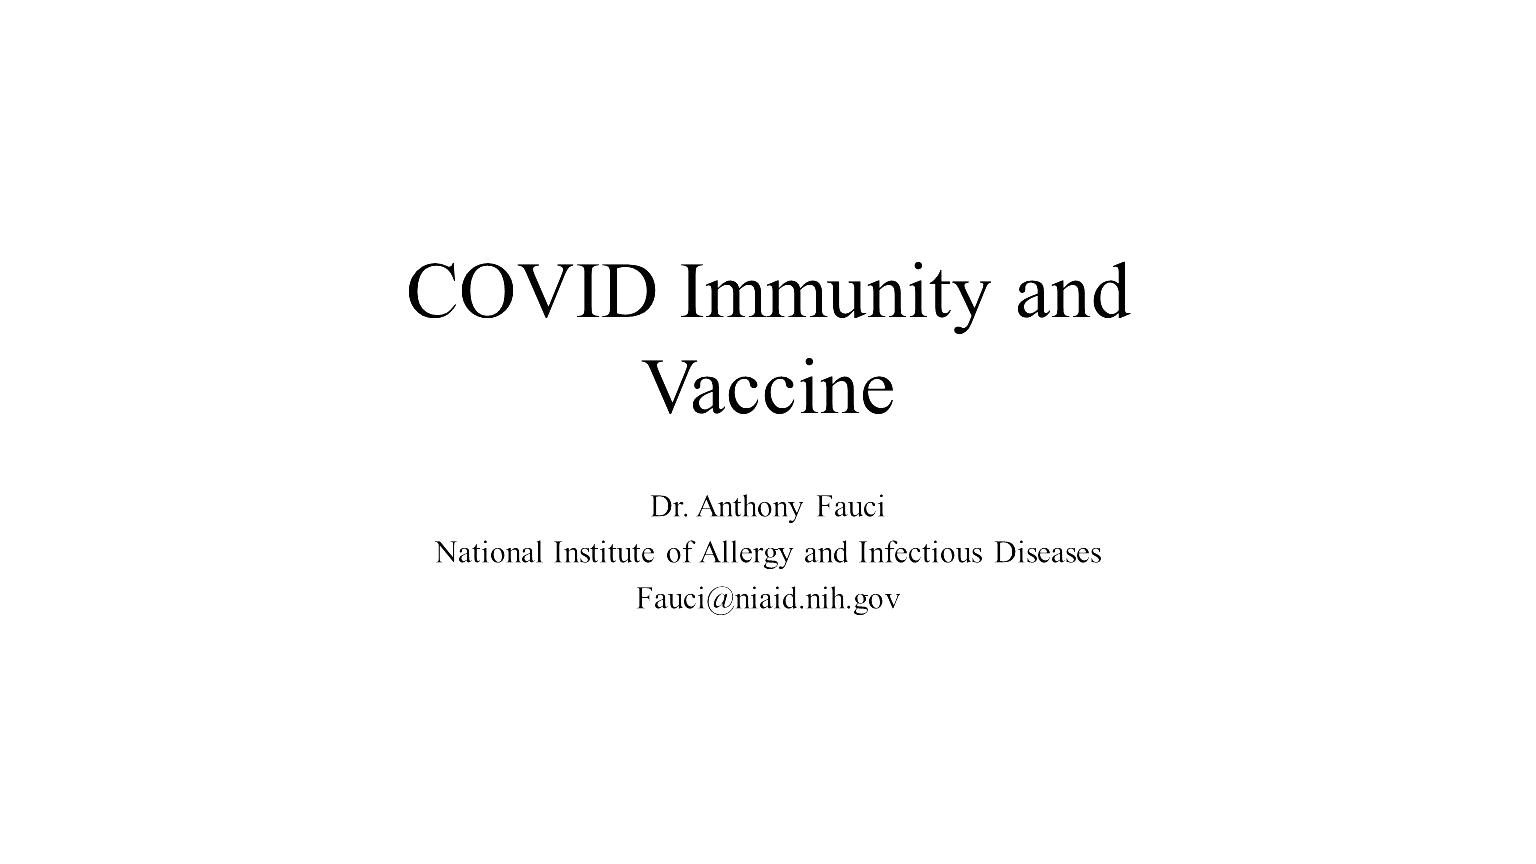 COVID Immunity and
Vaccine
Dr. Anthony Fauci
National Institute of Allergy and Infectious Diseases
Fauci@niaid.nih.gov